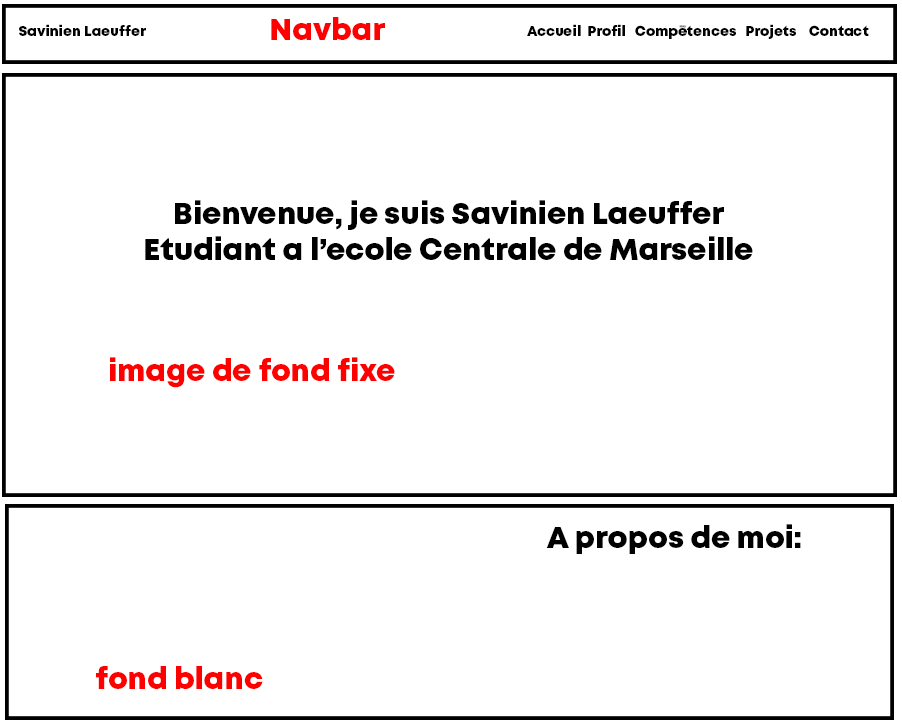 Savinien Laeuffer Navbar Accueil Profil Compêtences Projets Contact
Bienvenue, je suis Savinien Laeuffer
Etudiant a l'ecole Centrale de Marseille
image de fond fixe
A propos de moi:
fond blanc